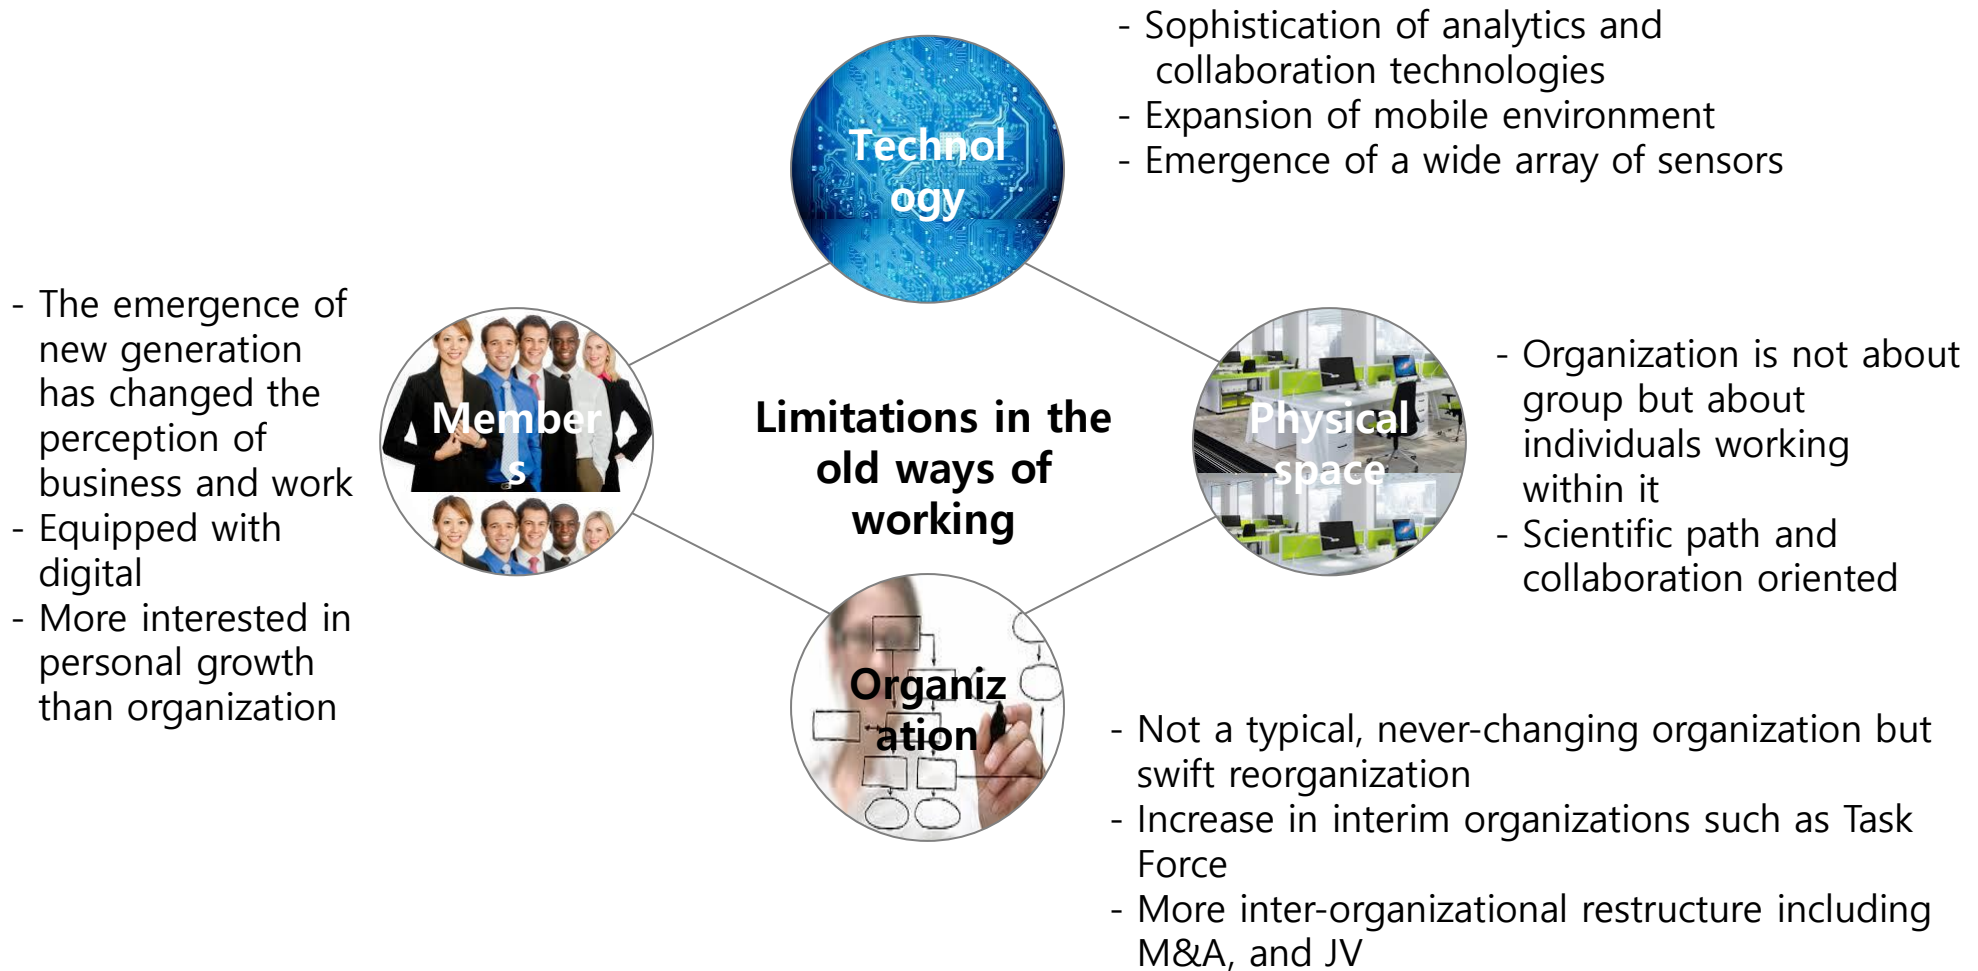 - Sophistication of analytics and
collaboration technologies
- Expansion of mobile environment
- Emergence of a wide array of sensors
Technol
ogy
- The emergence of
new generation
has changed the
perception of
business and work
- Equipped with
digital
- More interested in
personal growth
than organization
Member
s
Limitations in the
old ways of
working
Physical
space
- Organization is not about
group but about
individuals working
within it
- Scientific path and
collaboration oriented
Organiz
ation
- Not a typical, never-changing organization but
swift reorganization
- Increase in interim organizations such as Task
Force
- More inter-organizational restructure including
M&A, and JV